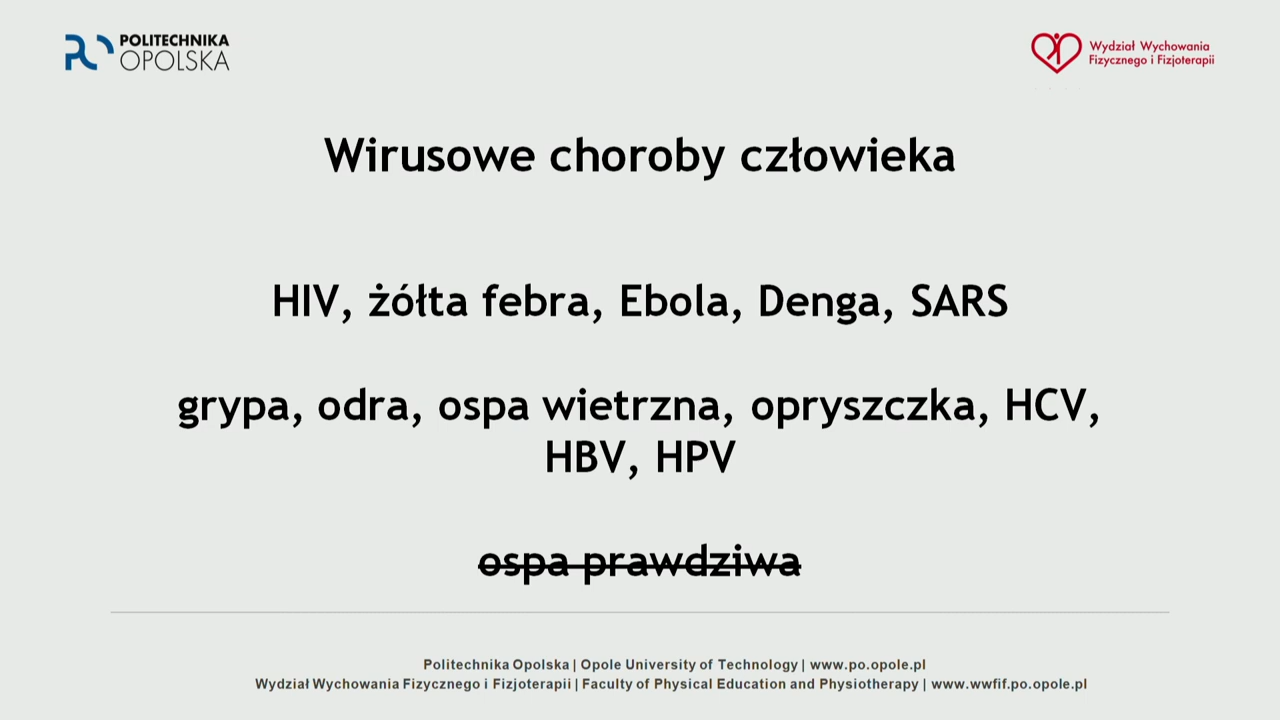 POLITECHNIKA
OPOLSKA
Wydział Wychowania
Fizycznego i Fizjoterapii
Wirusowe choroby człowieka
HIV, żółta febra, Ebola, Denga, SARS
grypa, odra, ospa wietrzna, opryszczka, HCV,
HBV, HPV
ospa prawdziwa
Politechnika Opolska | Opole University of Technology | www.po.opole.pl
Wydział Wychowania Fizycznego i Fizjoterapii | Faculty of Physical Education and Physiotherapy | www.wwfif.po.opole.pl